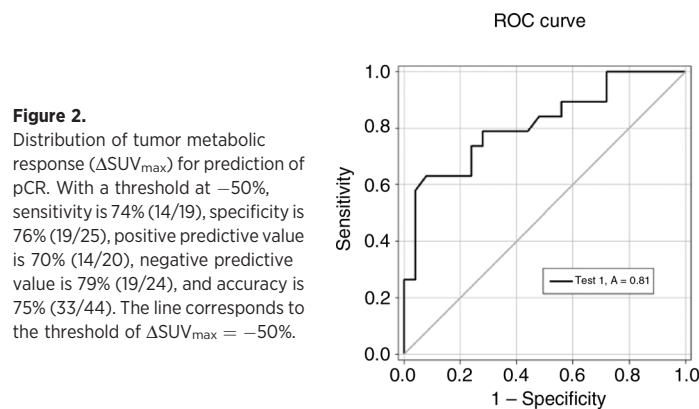 Figure 2.
Distribution of tumor metabolic
response (ΔSUVmax) for prediction of
pCR. With a threshold at −50%,
sensitivity is 74% (14/19), specificity is
76% (19/25), positive predictive value
is 70% (14/20), negative predictive
value is 79% (19/24), and accuracy is
75% (33/44). The line corresponds to
the threshold of ΔSUVmax = −50%.
ROC curve
Sensitivity
1.0
0.8
0.6
0.4
0.2
0.0
Test 1, A = 0.81
0.0 0.2 0.4 0.6 0.8 1.0
1 − Specificity